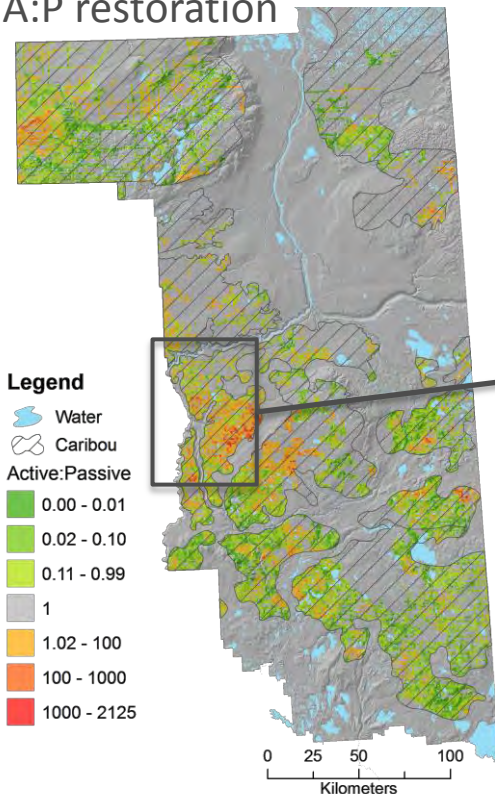 A:P restoration
Legend
Water
Caribou
Active:Passive
0.00 - 0.01
0.02 - 0.10
0.11 - 0.99
1
1.02 - 100
100 - 1000
1000 - 2125
0 25 50 100
Kilometers